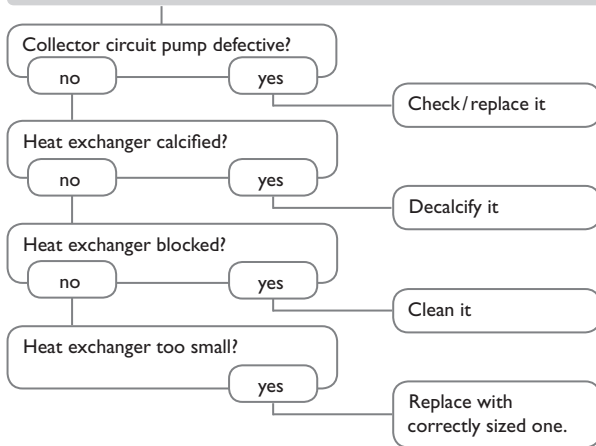 Collector circuit pump defective?
no yes
Check/replace it
Heat exchanger calcified?
no yes
Decalcify it
Heat exchanger blocked?
no yes
Clean it
Heat exchanger too small?
yes
Replace with
correctly sized one.